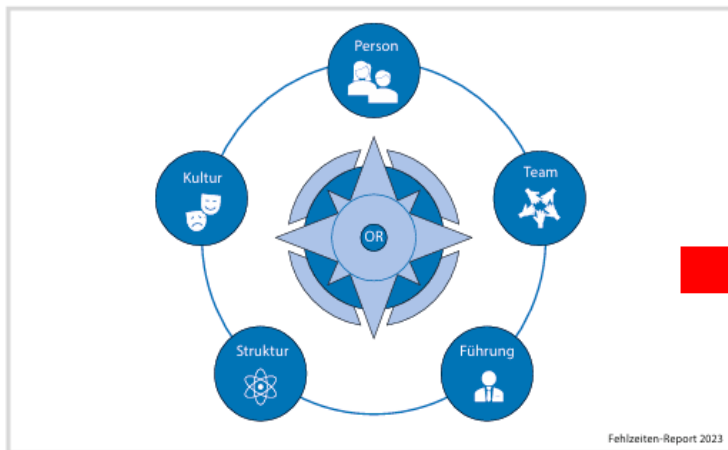 Person
Kultur
Team
OR
Struktur
Führung
Fehlzeiten-Report 2023